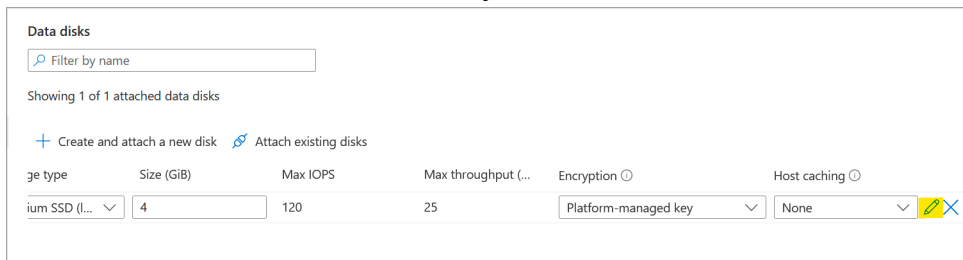 Data disks
Filter by name
Showing 1 of 1 attached data disks
Create and attach a new disk Attach existing disks
ge type Size (GiB) Max IOPS Max throughput (... Encryption Host caching
ium SSD (l... 4 120 25 Platform-managed key None